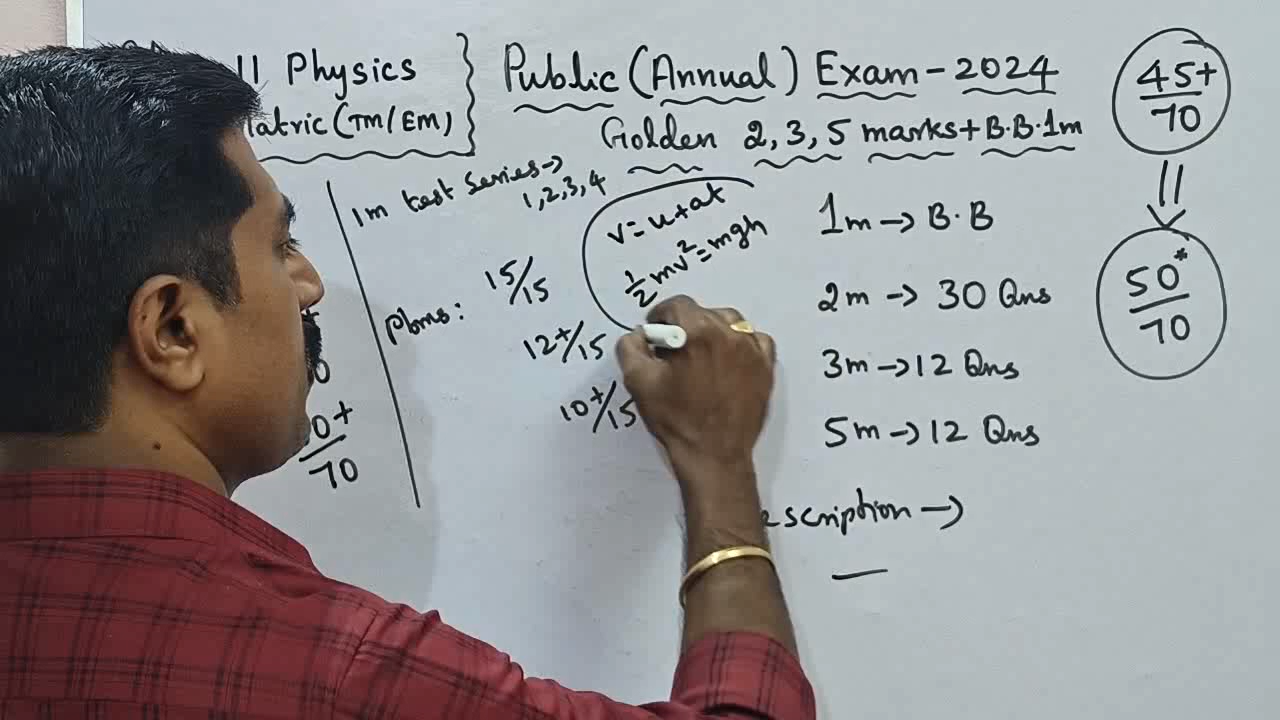 11 Physics
(TM/EM)
Public (Annual) Exam - 2024
Golden 2, 3, 5 marks + B.B. 1m
45+
70
50*
70
1m test Series →
1, 2, 3, 4
Pbms:
15/15
12+/15
10+/15
v = u + at
½mv² = mgh
1m → B.B
2m → 30 Qns
3m → 12 Qns
5m → 12 Qns
escription →
0+
70